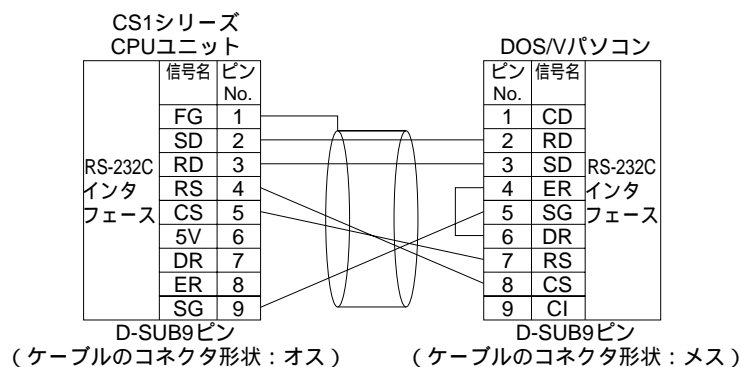 CS1シリーズ
CPUユニット
DOS/Vパソコン
RS-232C
インタ
フェース
信号名 ピン
No.
FG 1
SD 2
RD 3
RS 4
CS 5
5V 6
DR 7
ER 8
SG 9
D-SUB9ピン
(ケーブルのコネクタ形状:オス)
ピン 信号名
No.
1 CD
2 RD
3 SD
4 ER
5 SG
6 DR
7 RS
8 CS
9 CI
RS-232C
インタ
フェース
D-SUB9ピン
(ケーブルのコネクタ形状:メス)